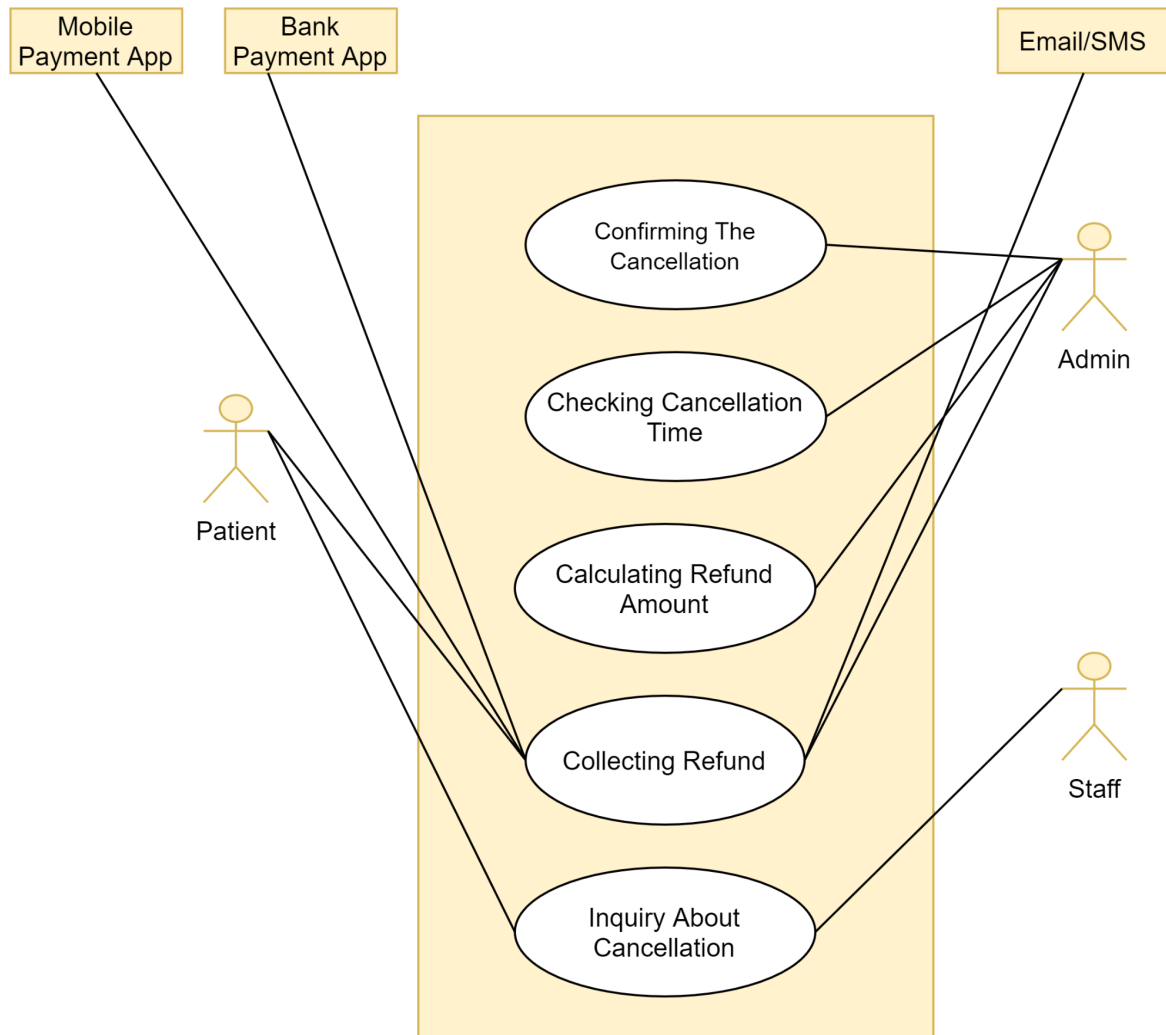 Mobile
Payment App
Bank
Payment App
Email/SMS
Confirming The
Cancellation
Admin
Checking Cancellation
Time
Patient
Calculating Refund
Amount
Collecting Refund
Staff
Inquiry About
Cancellation